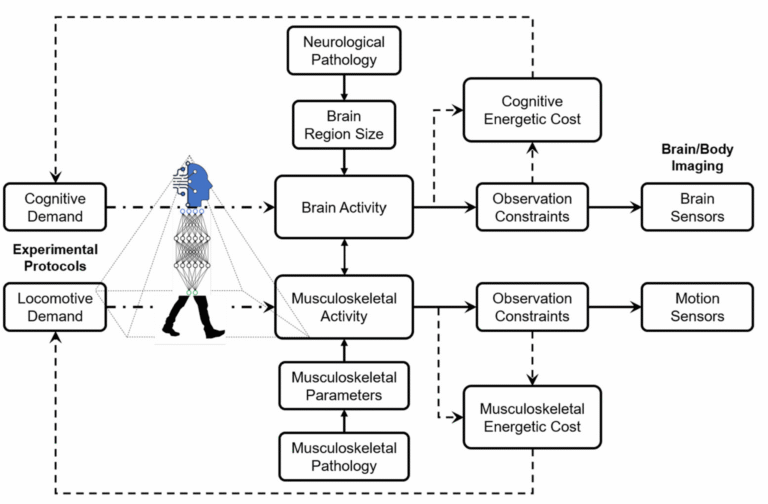 Neurological
Pathology
Brain
Region Size
Cognitive
Energetic Cost
Brain/Body
Imaging
Cognitive
Demand
Brain Activity
Observation
Constraints
Brain
Sensors
Experimental
Protocols
Locomotive
Demand
Musculoskeletal
Activity
Observation
Constraints
Motion
Sensors
Musculoskeletal
Parameters
Musculoskeletal
Energetic Cost
Musculoskeletal
Pathology